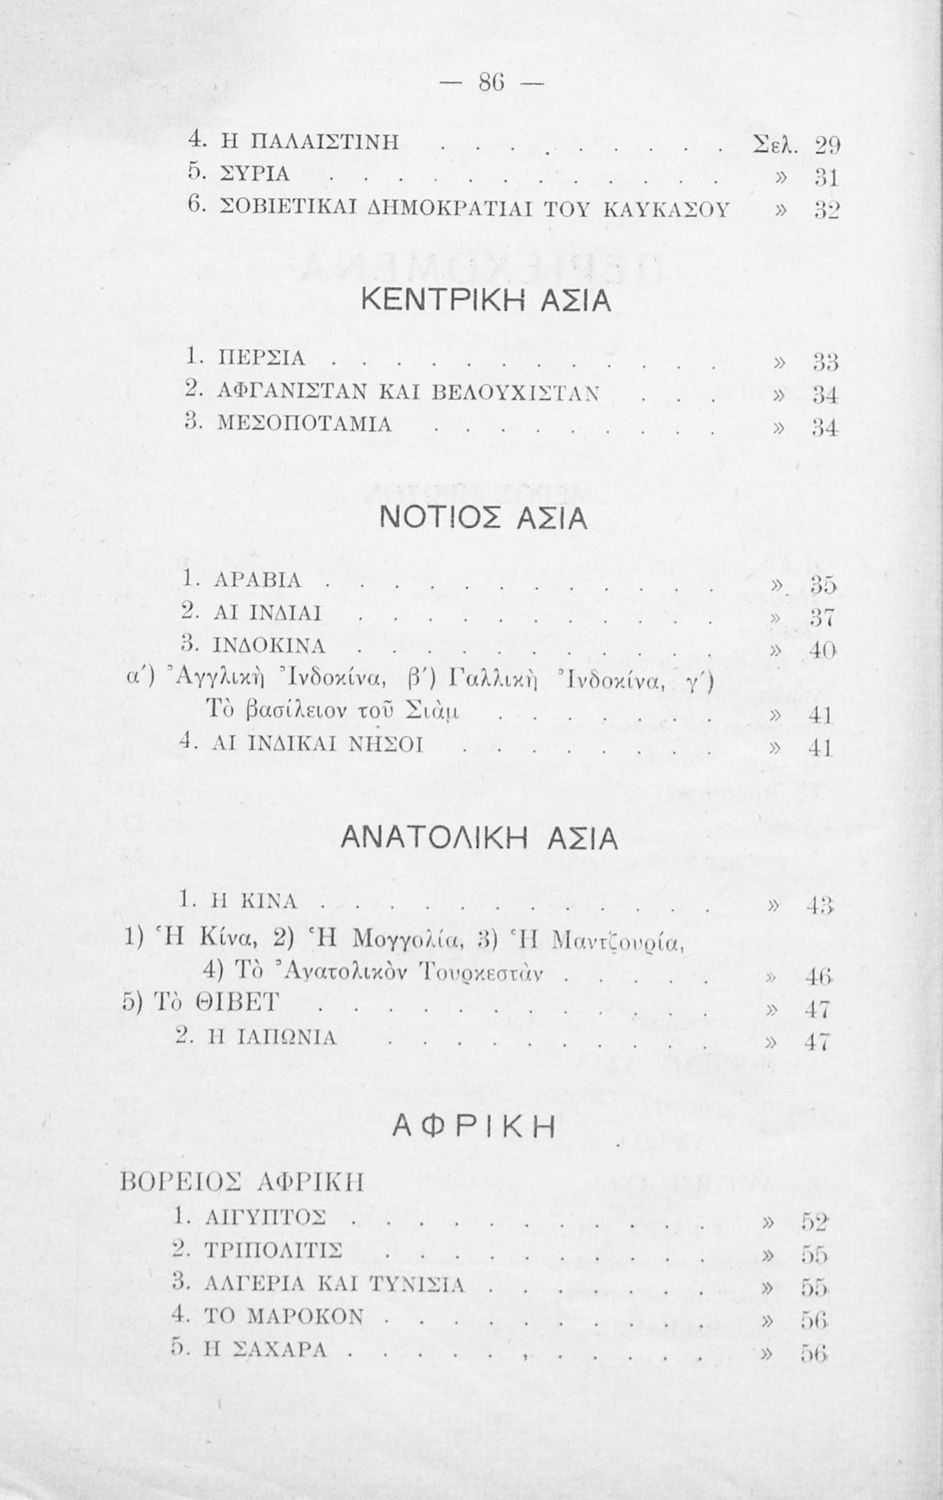 — 86 —
4. Η ΠΑΛΑΙΣΤΙΝΗ . . . . . . . . . Σελ. 29
5. ΣΥΡΙΑ . . . . . . . . . . . . » 31
6. ΣΟΒΙΕΤΙΚΑΙ ΔΗΜΟΚΡΑΤΙΑΙ ΤΟΥ ΚΑΥΚΑΣΟΥ » 32
ΚΕΝΤΡΙΚΗ ΑΣΙΑ
1. ΠΕΡΣΙΑ . . . . . . . . . . . . » 33
2. ΑΦΓΑΝΙΣΤΑΝ ΚΑΙ ΒΕΛΟΥΧΙΣΤΑΝ . . . » 34
3. ΜΕΣΟΠΟΤΑΜΙΑ . . . . . . . . . » 34
ΝΟΤΙΟΣ ΑΣΙΑ
1. ΑΡΑΒΙΑ . . . . . . . . . . . . ». 35
2. ΑΙ ΙΝΔΙΑΙ . . . . . . . . . . . » 37
3. ΙΝΔΟΚΙΝΑ . . . . . . . . . . . » 40
α΄) Ἀγγλικὴ Ἰνδοκίνα, β΄) Γαλλικὴ Ἰνδοκίνα, γ΄)
Τὸ βασίλειον τοῦ Σιὰμ . . . . . . . » 41
4. ΑΙ ΙΝΔΙΚΑΙ ΝΗΣΟΙ . . . . . . . . » 41
ΑΝΑΤΟΛΙΚΗ ΑΣΙΑ
1. Η ΚΙΝΑ . . . . . . . . . . . . » 43
1) Ἡ Κίνα, 2) Ἡ Μογγολία, 3) Ἡ Μαντζουρία,
4) Τὸ Ἀνατολικὸν Τουρκεστὰν . . . . . » 46
5) Τὸ ΘΙΒΕΤ . . . . . . . . . . . . » 47
2. Η ΙΑΠΩΝΙΑ . . . . . . . . . . » 47
ΑΦΡΙΚΗ
ΒΟΡΕΙΟΣ ΑΦΡΙΚΗ
1. ΑΙΓΥΠΤΟΣ . . . . . . . . . . . » 52
2. ΤΡΙΠΟΛΙΤΙΣ . . . . . . . . . . » 55
3. ΑΛΓΕΡΙΑ ΚΑΙ ΤΥΝΙΣΙΑ . . . . . . . » 55
4. ΤΟ ΜΑΡΟΚΟΝ . . . . . . . . . . » 56
5. Η ΣΑΧΑΡΑ . . . . . , . . . . . » 56